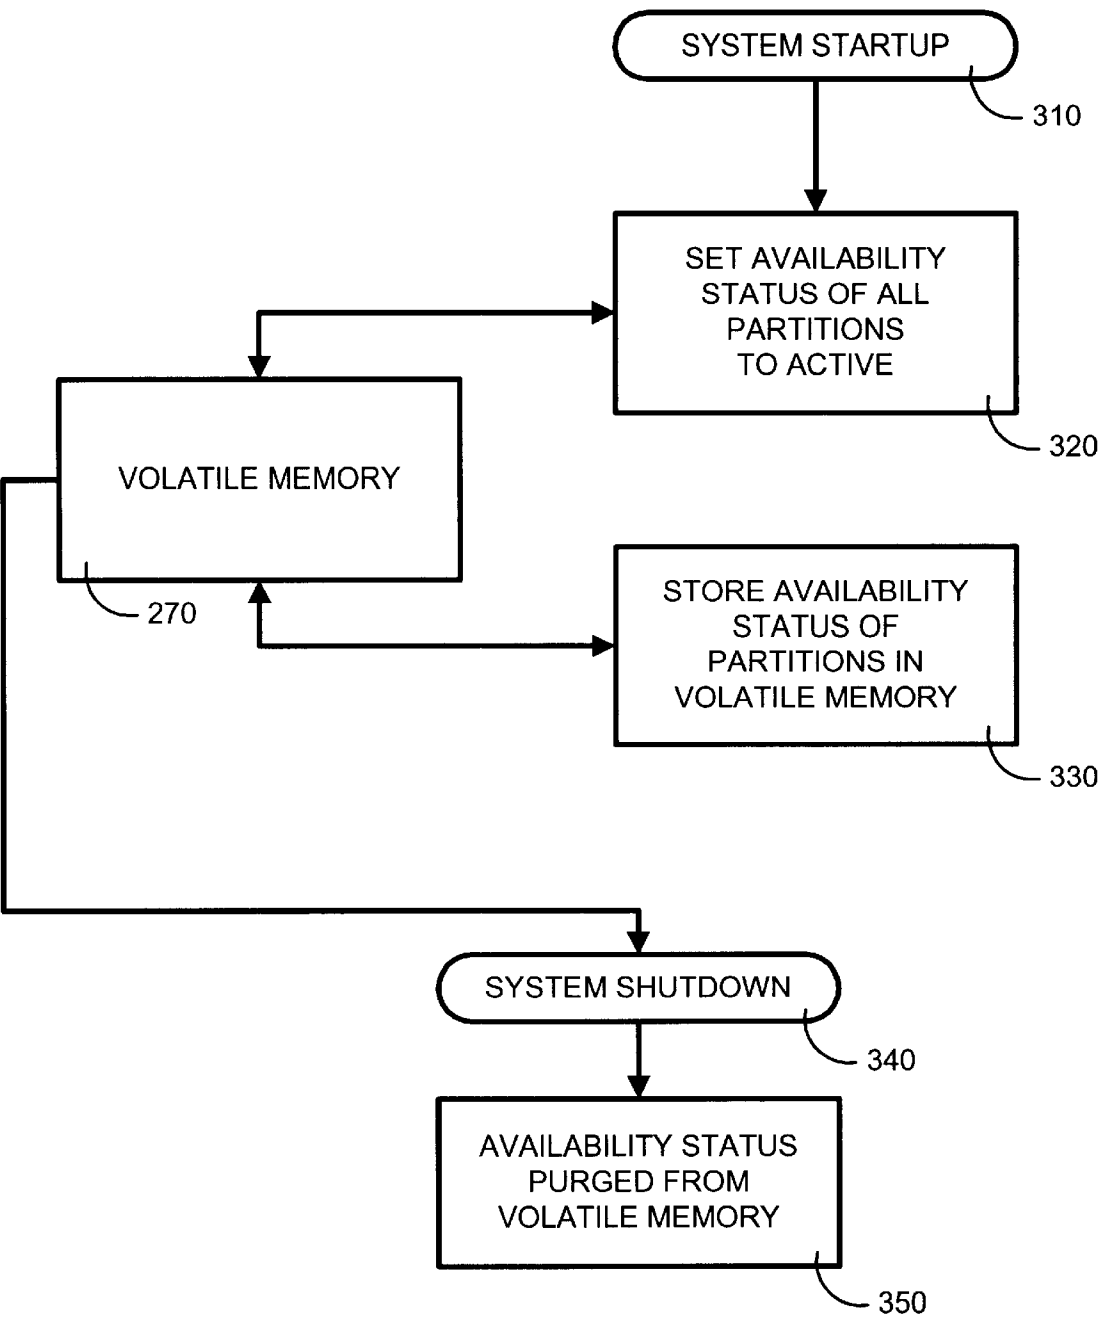 SYSTEM STARTUP
310
SET AVAILABILITY
STATUS OF ALL
PARTITIONS
TO ACTIVE
320
VOLATILE MEMORY
270
STORE AVAILABILITY
STATUS OF
PARTITIONS IN
VOLATILE MEMORY
330
SYSTEM SHUTDOWN
340
AVAILABILITY STATUS
PURGED FROM
VOLATILE MEMORY
350